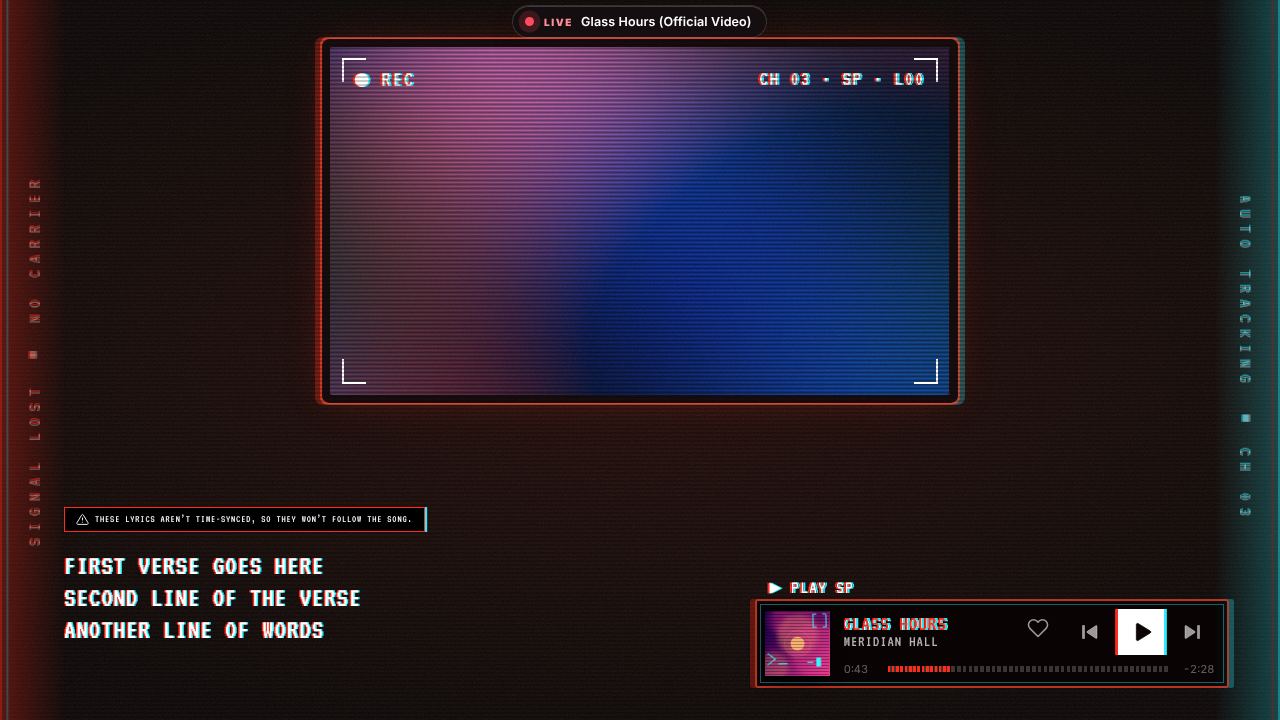 LIVE Glass Hours (Official Video)
REC
CH 03 - SP - L00
SIGNAL LOST ■ NO CARRIER
AUTO TRACKING ■ CH 03
THESE LYRICS AREN'T TIME-SYNCED, SO THEY WON'T FOLLOW THE SONG.
FIRST VERSE GOES HERE
SECOND LINE OF THE VERSE
ANOTHER LINE OF WORDS
▶ PLAY SP
GLASS HOURS
MERIDIAN HALL
0:43
-2:28